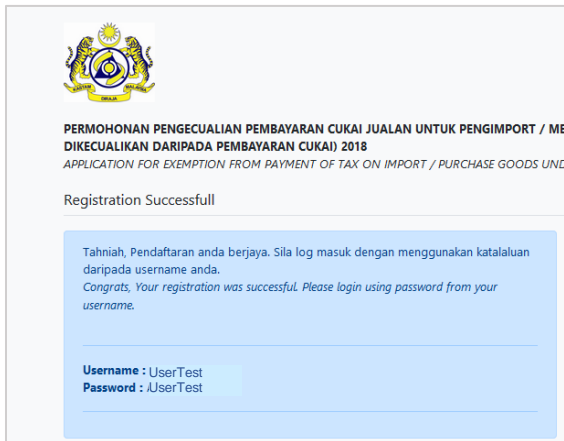 KASTAM MALAYSIA
DIRAJA
PERMOHONAN PENGECUALIAN PEMBAYARAN CUKAI JUALAN UNTUK PENGIMPORT / ME
DIKECUALIKAN DARIPADA PEMBAYARAN CUKAI) 2018
APPLICATION FOR EXEMPTION FROM PAYMENT OF TAX ON IMPORT / PURCHASE GOODS UND
Registration Successfull
Tahniah, Pendaftaran anda berjaya. Sila log masuk dengan menggunakan katalaluan
daripada username anda.
Congrats, Your registration was successful. Please login using password from your
username.
Username : UserTest
Password : UserTest